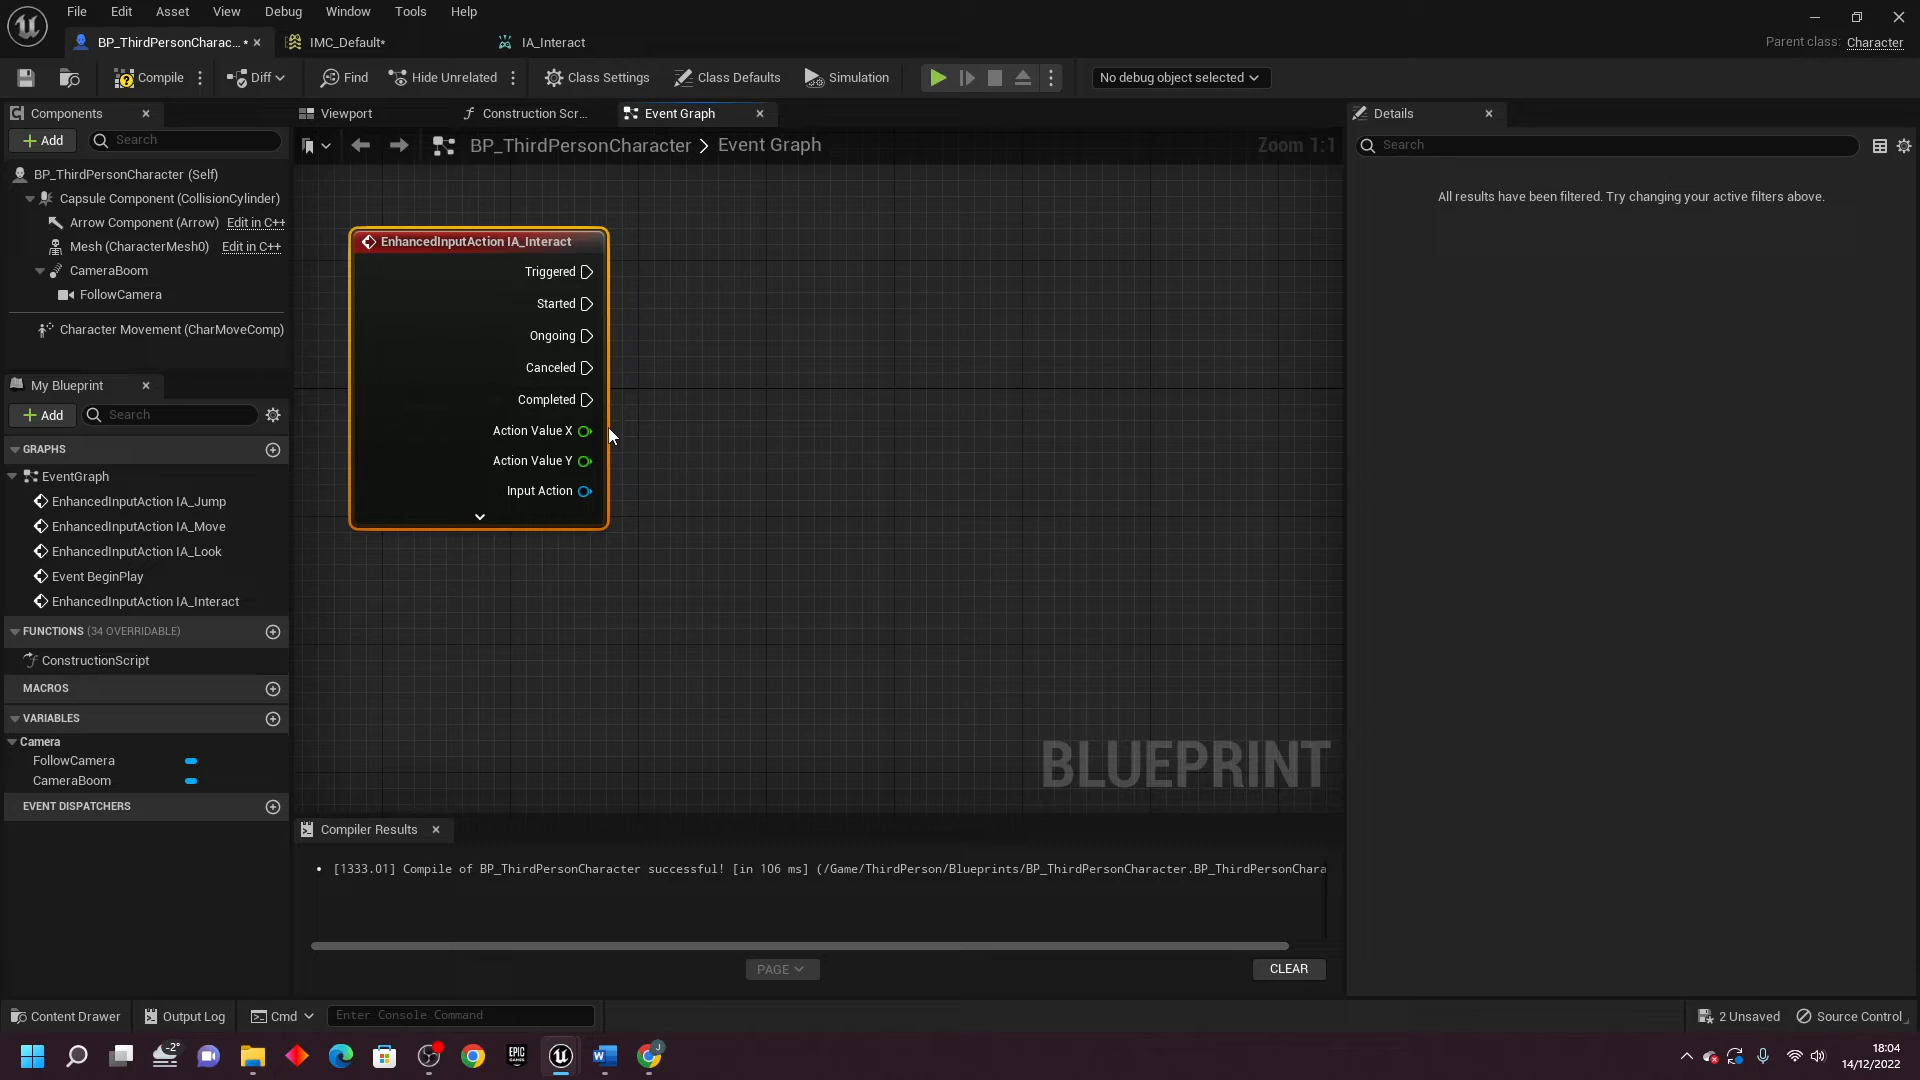 File Edit Asset View Debug Window Tools Help
BP_ThirdPersonCharac... * IMC_Default* IA_Interact
Parent class: Character
Compile Diff Find Hide Unrelated Class Settings Class Defaults Simulation No debug object selected
Components
Add Search
BP_ThirdPersonCharacter (Self)
Capsule Component (CollisionCylinder)
Arrow Component (Arrow) Edit in C++
Mesh (CharacterMesh0) Edit in C++
CameraBoom
FollowCamera
Character Movement (CharMoveComp)
My Blueprint
Add Search
GRAPHS
EventGraph
EnhancedInputAction IA_Jump
EnhancedInputAction IA_Move
EnhancedInputAction IA_Look
Event BeginPlay
EnhancedInputAction IA_Interact
FUNCTIONS (34 OVERRIDABLE)
ConstructionScript
MACROS
VARIABLES
Camera
FollowCamera
CameraBoom
EVENT DISPATCHERS
Viewport Construction Scr... Event Graph
BP_ThirdPersonCharacter > Event Graph Zoom 1:1
EnhancedInputAction IA_Interact
Triggered
Started
Ongoing
Canceled
Completed
Action Value X
Action Value Y
Input Action
BLUEPRINT
Compiler Results
• [1333.01] Compile of BP_ThirdPersonCharacter successful! [in 106 ms] (/Game/ThirdPerson/Blueprints/BP_ThirdPersonCharacter.BP_ThirdPersonChara
PAGE CLEAR
Details
Search
All results have been filtered. Try changing your active filters above.
Content Drawer Output Log Cmd Enter Console Command 2 Unsaved Source Control
-2° EPIC GAMES W J
18:04
14/12/2022